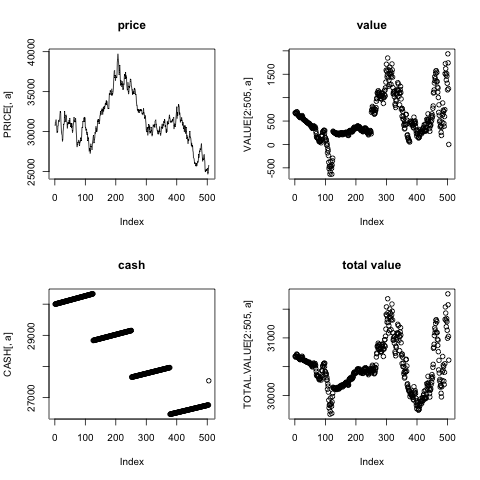 price
PRICE[, a]
25000 30000 35000 40000
0 100 200 300 400 500
Index
value
VALUE[2:505, a]
-500 0 500 1500
0 100 200 300 400 500
Index
cash
CASH[, a]
27000 29000
0 100 200 300 400 500
Index
total value
TOTAL.VALUE[2:505, a]
30000 31000
0 100 200 300 400 500
Index